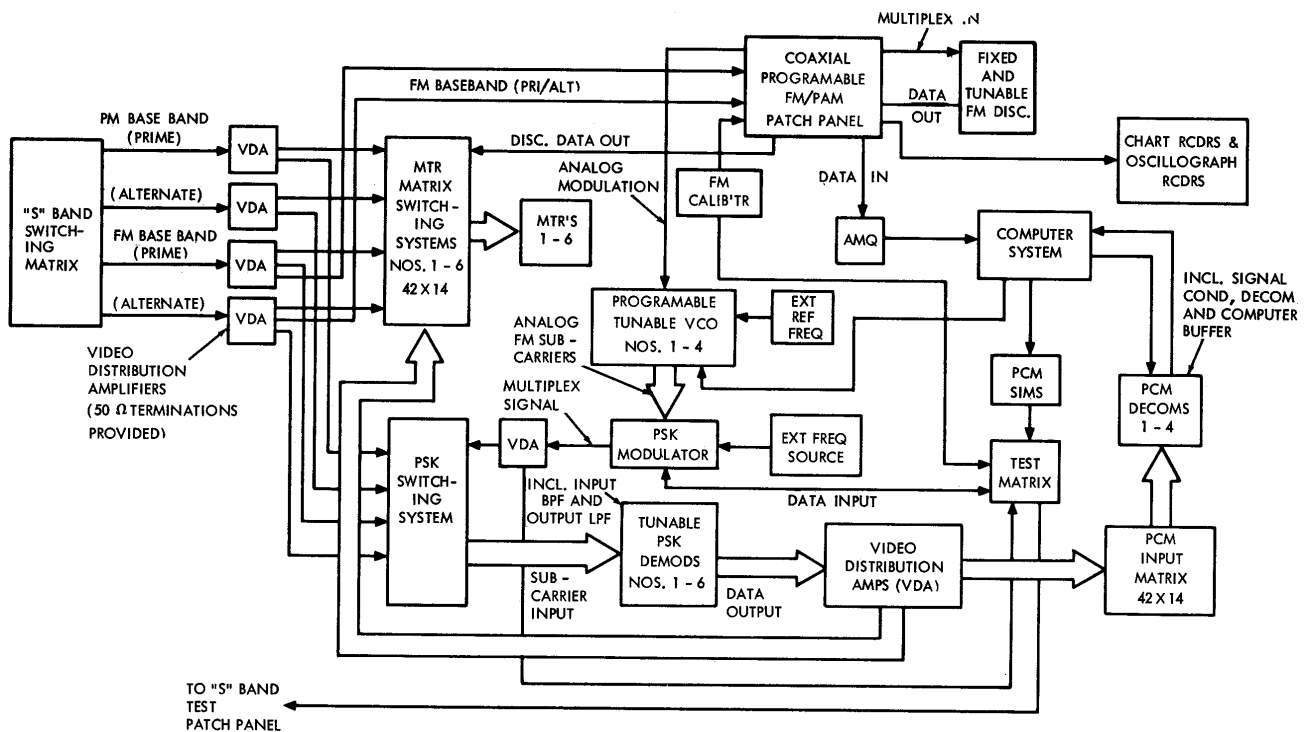 MULTIPLEX IN
COAXIAL
PROGRAMABLE
FM/PAM
PATCH PANEL
FIXED
AND
TUNABLE
FM DISC.
DATA
OUT
FM BASEBAND (PRI/ALT)
PM BASE BAND
(PRIME)
VDA
(ALTERNATE)
VDA
FM BASE BAND
(PRIME)
VDA
(ALTERNATE)
VDA
"S" BAND
SWITCH-
ING
MATRIX
VIDEO
DISTRIBUTION
AMPLIFIERS
(50 Ω TERMINATIONS
PROVIDED)
MTR
MATRIX
SWITCH-
ING
SYSTEMS
NOS. 1 - 6
42 X 14
DISC. DATA OUT
MTR'S
1 - 6
ANALOG
MODULATION
FM
CALIB'TR
DATA IN
AMQ
CHART RCDRS &
OSCILLOGRAPH
RCDRS
COMPUTER
SYSTEM
INCL. SIGNAL
COND, DECOM
AND COMPUTER
BUFFER
PROGRAMABLE
TUNABLE VCO
NOS. 1 - 4
EXT
REF
FREQ
ANALOG
FM SUB-
CARRIERS
MULTIPLEX
SIGNAL
PCM
SIMS
PCM
DECOMS
1 - 4
PSK
SWITCH-
ING
SYSTEM
VDA
PSK
MODULATOR
EXT FREQ
SOURCE
TEST
MATRIX
DATA INPUT
INCL. INPUT
BPF AND
OUTPUT LPF
TUNABLE
PSK
DEMODS
NOS. 1 - 6
SUB -
CARRIER
INPUT
DATA
OUTPUT
VIDEO
DISTRIBUTION
AMPS (VDA)
PCM
INPUT
MATRIX
42 X 14
TO "S" BAND
TEST
PATCH PANEL